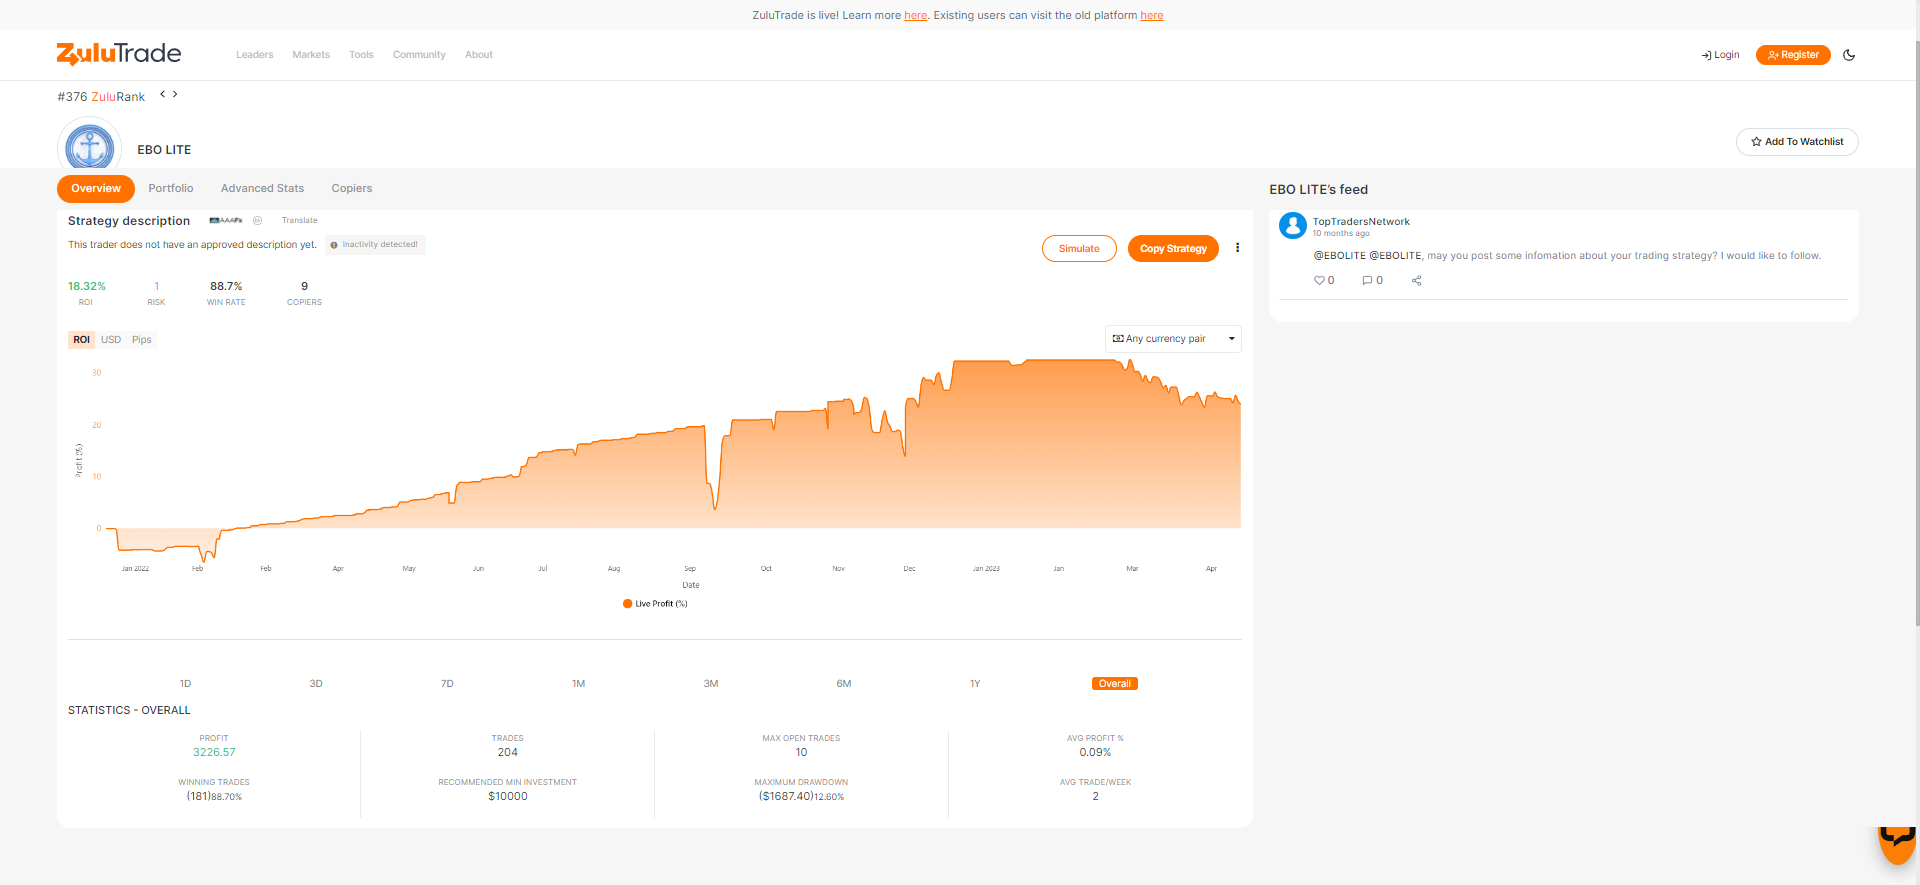 ZuluTrade is live! Learn more here. Existing users can visit the old platform here
ZuluTrade
Leaders Markets Tools Community About
Login Register
#376 ZuluRank
EBO LITE
Add To Watchlist
Overview Portfolio Advanced Stats Copiers
Strategy description AAAFx Translate
This trader does not have an approved description yet. Inactivity detected!
Simulate Copy Strategy
18.32% 1 88.7% 9
ROI RISK WIN RATE COPIERS
ROI USD Pips
Any currency pair
30
20
10
0
Profit (%)
Jan 2022 Feb Feb Apr May Jun Jul Aug Sep Oct Nov Dec Jan 2023 Jan Mar Apr
Date
Live Profit (%)
1D 3D 7D 1M 3M 6M 1Y Overall
STATISTICS - OVERALL
PROFIT TRADES MAX OPEN TRADES AVG PROFIT %
3226.57 204 10 0.09%
WINNING TRADES RECOMMENDED MIN INVESTMENT MAXIMUM DRAWDOWN AVG TRADE/WEEK
(181)88.70% $10000 ($1687.40)12.60% 2
EBO LITE's feed
TopTradersNetwork
10 months ago
@EBOLITE @EBOLITE, may you post some infomation about your trading strategy? I would like to follow.
0 0